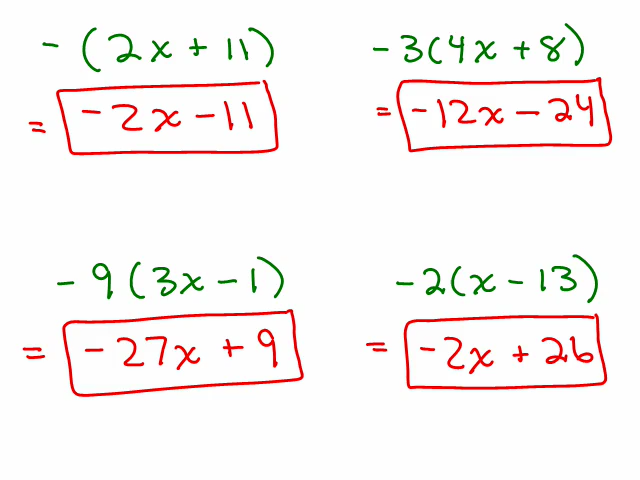 -(2x + 11)
= -2x - 11
-3(4x + 8)
= -12x - 24
-9(3x - 1)
= -27x + 9
-2(x - 13)
= -2x + 26